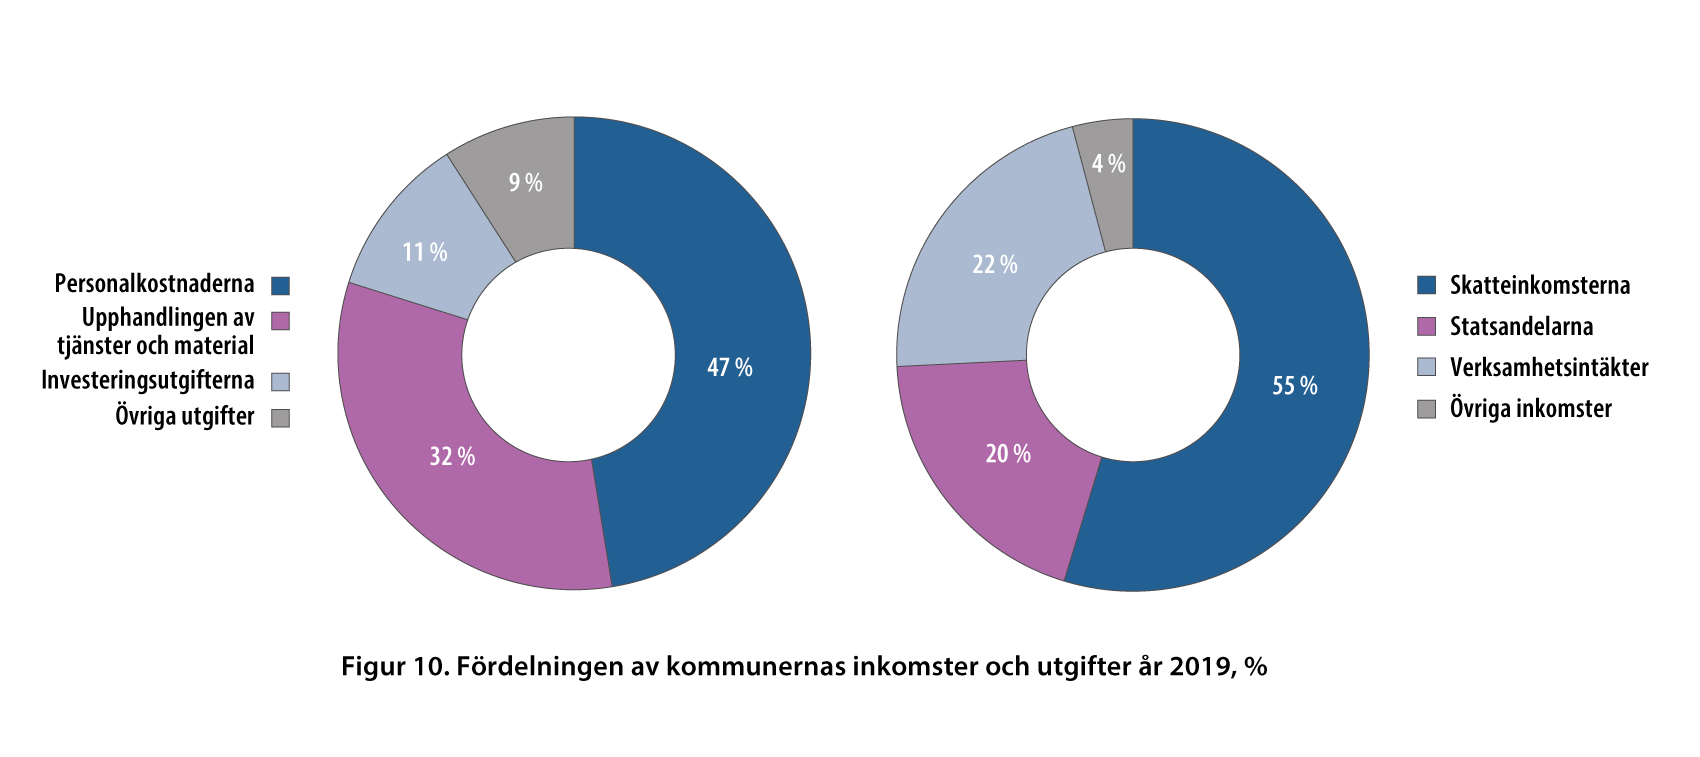 Personalkostnaderna
Upphandlingen av
tjänster och material
Investeringsutgifterna
Övriga utgifter
9 %
11 %
47 %
32 %
4 %
22 %
55 %
20 %
Skatteinkomsterna
Statsandelarna
Verksamhetsintäkter
Övriga inkomster
Figur 10. Fördelningen av kommunernas inkomster och utgifter år 2019, %